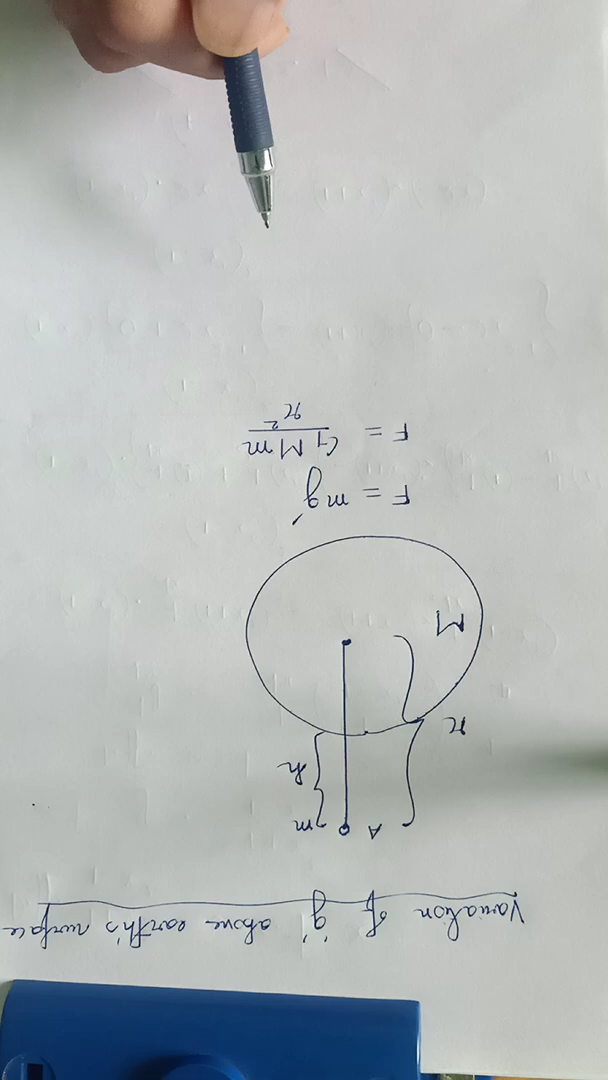 Variation of g' above earth's surface
A m
h
r
M
F = mg'
F = GMm/r²